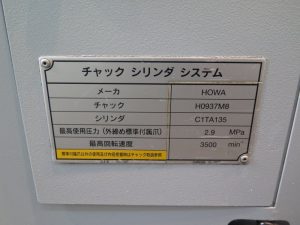 チャック シリンダ システム
メーカ HOWA
チャック H0937M8
シリンダ C1TA135
最高使用圧力（外締め標準付属爪） 2.9 MPa
最高回転速度 3500 min⁻¹